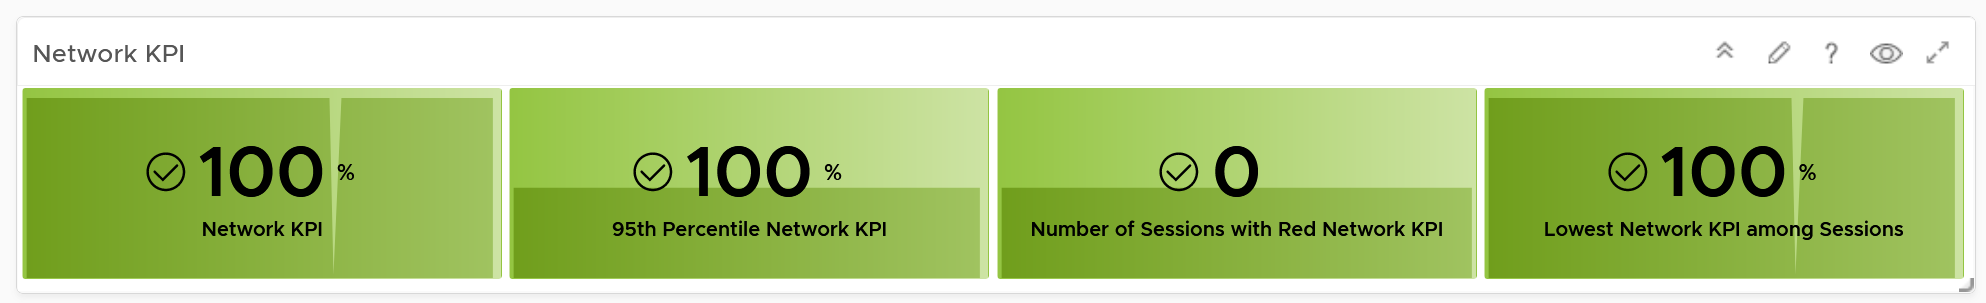 Network KPI
?
100 %
Network KPI
100 %
95th Percentile Network KPI
0
Number of Sessions with Red Network KPI
100 %
Lowest Network KPI among Sessions